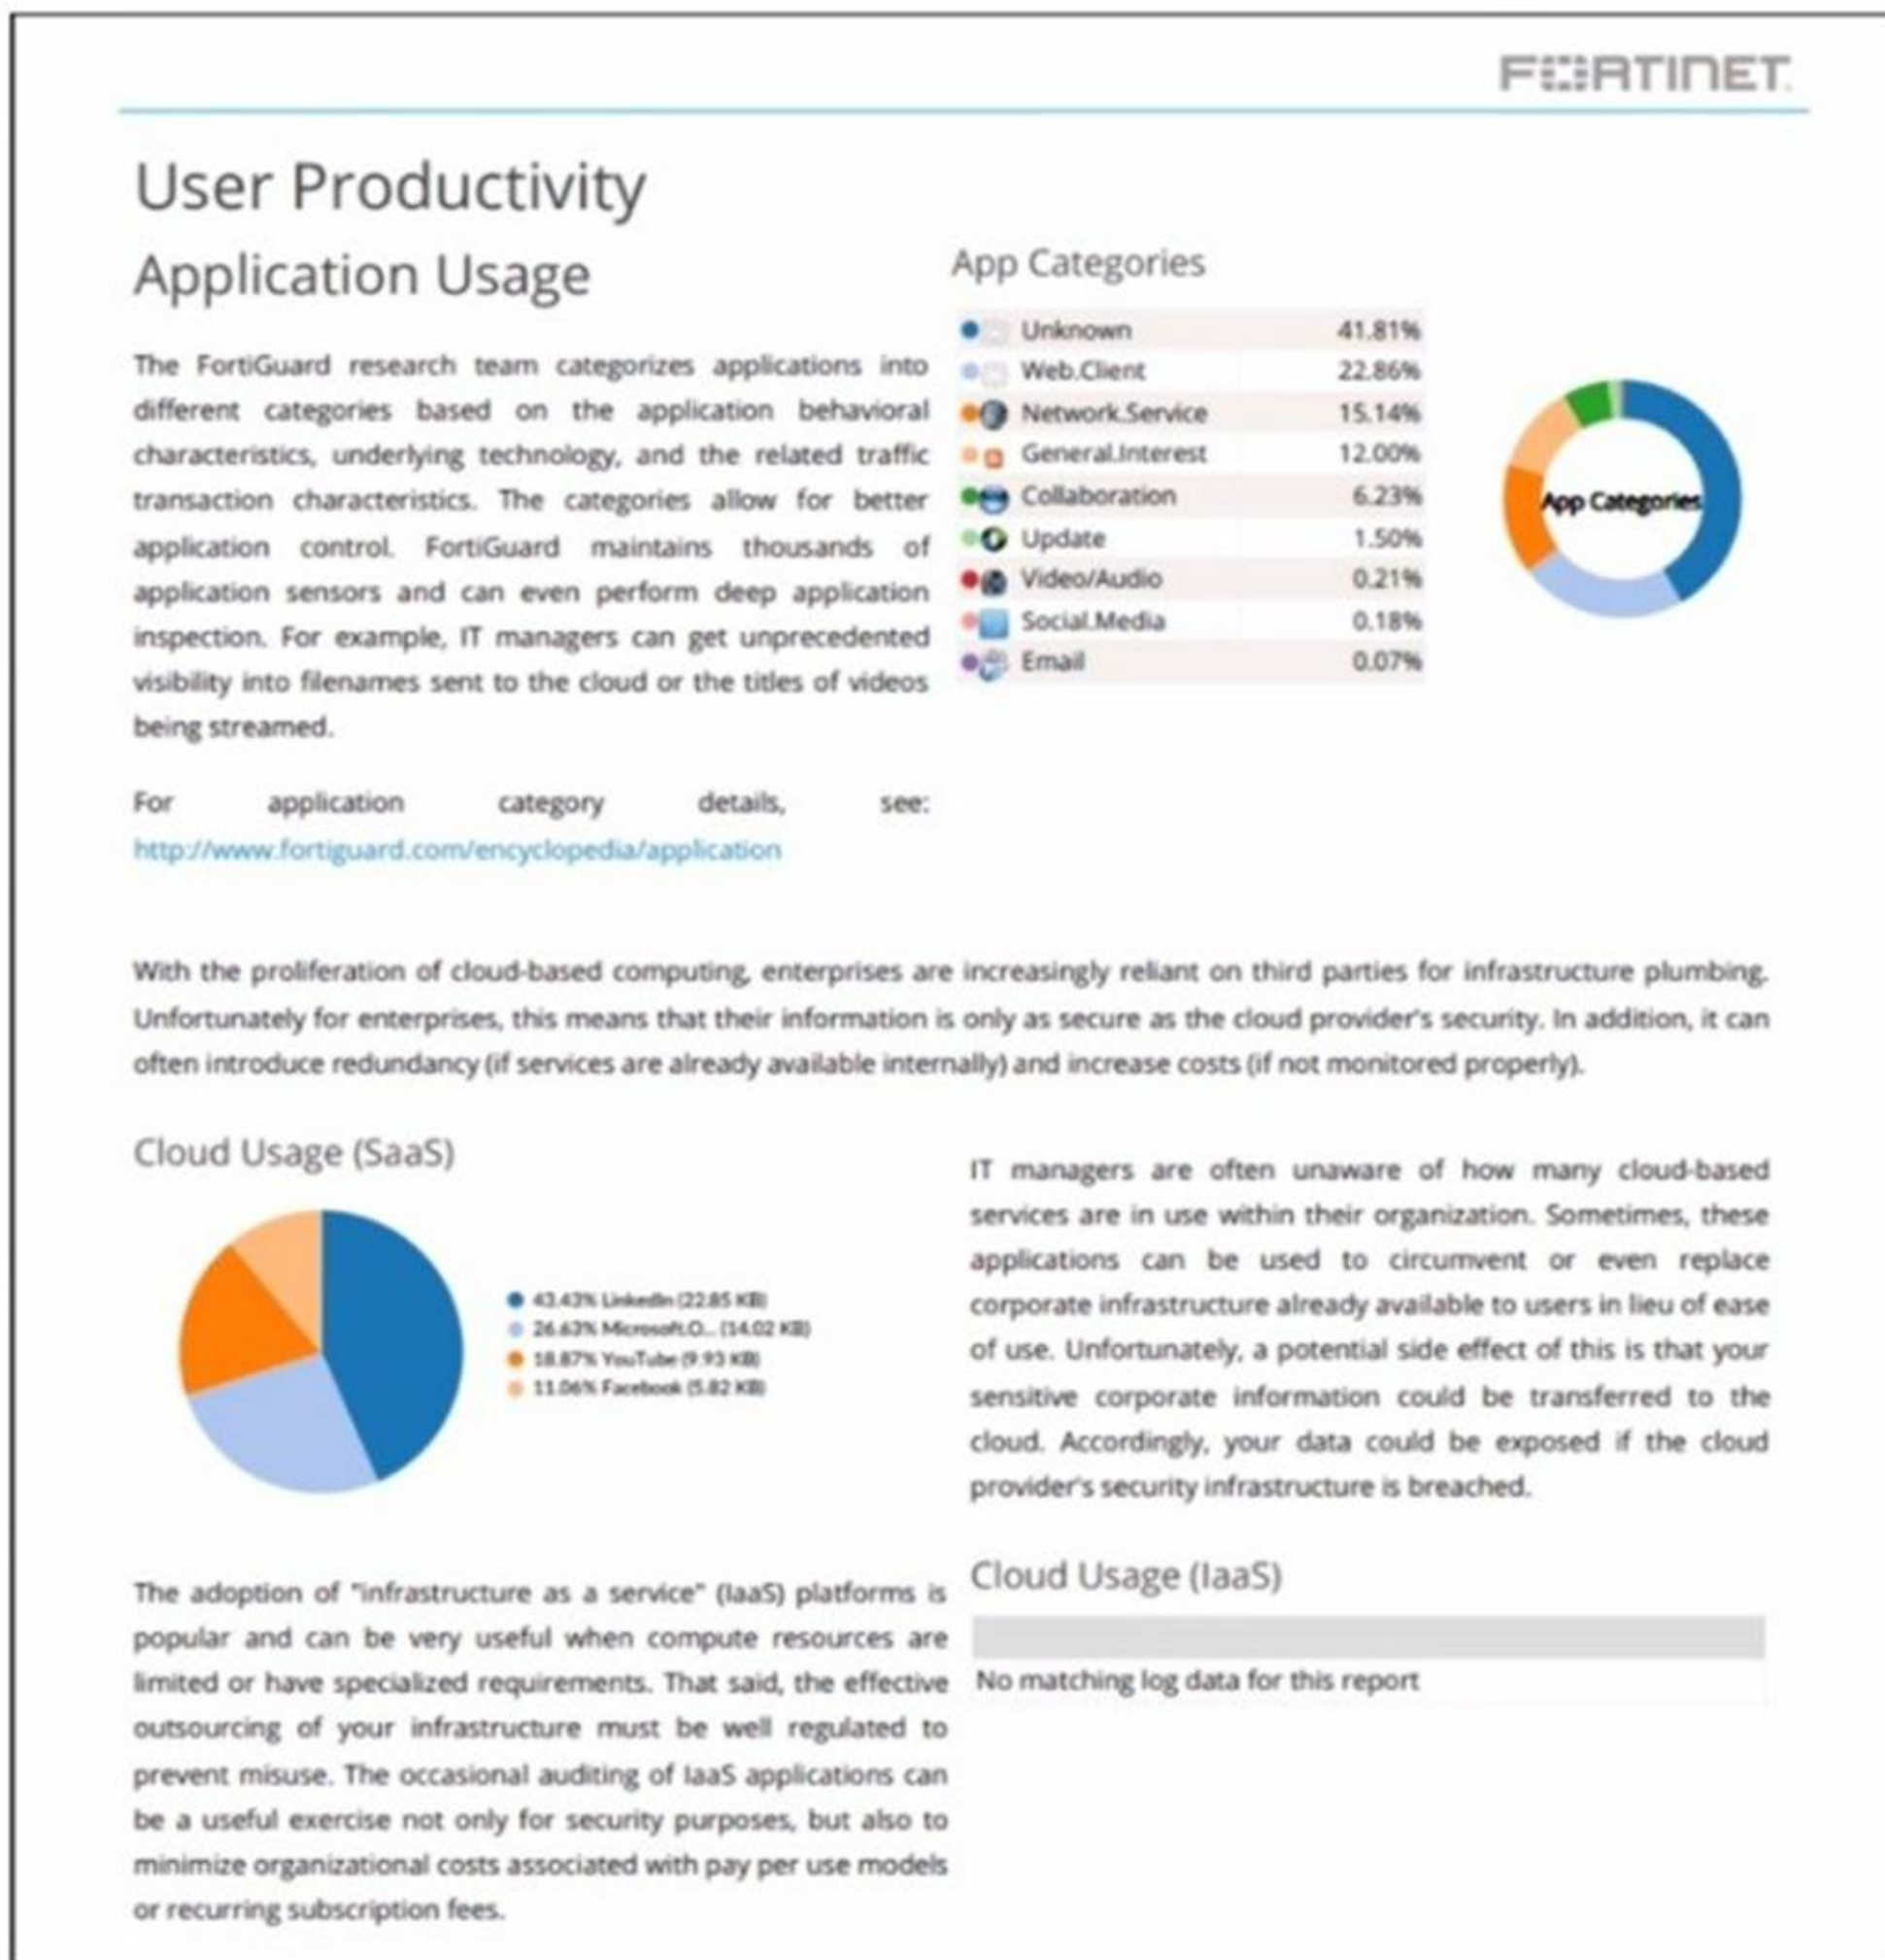 FORTINET
User Productivity
Application Usage
The FortiGuard research team categorizes applications into
different categories based on the application behavioral
characteristics, underlying technology, and the related traffic
transaction characteristics. The categories allow for better
application control. FortiGuard maintains thousands of
application sensors and can even perform deep application
inspection. For example, IT managers can get unprecedented
visibility into filenames sent to the cloud or the titles of videos
being streamed.
For application category details, see:
http://www.fortiguard.com/encyclopedia/application
App Categories
Unknown 41.81%
Web.Client 22.86%
Network.Service 15.14%
General.Interest 12.00%
Collaboration 6.23%
Update 1.50%
Video/Audio 0.21%
Social.Media 0.18%
Email 0.07%
App Categories
With the proliferation of cloud-based computing, enterprises are increasingly reliant on third parties for infrastructure plumbing.
Unfortunately for enterprises, this means that their information is only as secure as the cloud provider's security. In addition, it can
often introduce redundancy (if services are already available internally) and increase costs (if not monitored properly).
Cloud Usage (SaaS)
43.43% LinkedIn (22.85 KB)
26.63% Microsoft.O... (14.02 KB)
18.87% YouTube (9.93 KB)
11.06% Facebook (5.82 KB)
IT managers are often unaware of how many cloud-based
services are in use within their organization. Sometimes, these
applications can be used to circumvent or even replace
corporate infrastructure already available to users in lieu of ease
of use. Unfortunately, a potential side effect of this is that your
sensitive corporate information could be transferred to the
cloud. Accordingly, your data could be exposed if the cloud
provider's security infrastructure is breached.
The adoption of "infrastructure as a service" (IaaS) platforms is
popular and can be very useful when compute resources are
limited or have specialized requirements. That said, the effective
outsourcing of your infrastructure must be well regulated to
prevent misuse. The occasional auditing of IaaS applications can
be a useful exercise not only for security purposes, but also to
minimize organizational costs associated with pay per use models
or recurring subscription fees.
Cloud Usage (IaaS)
No matching log data for this report